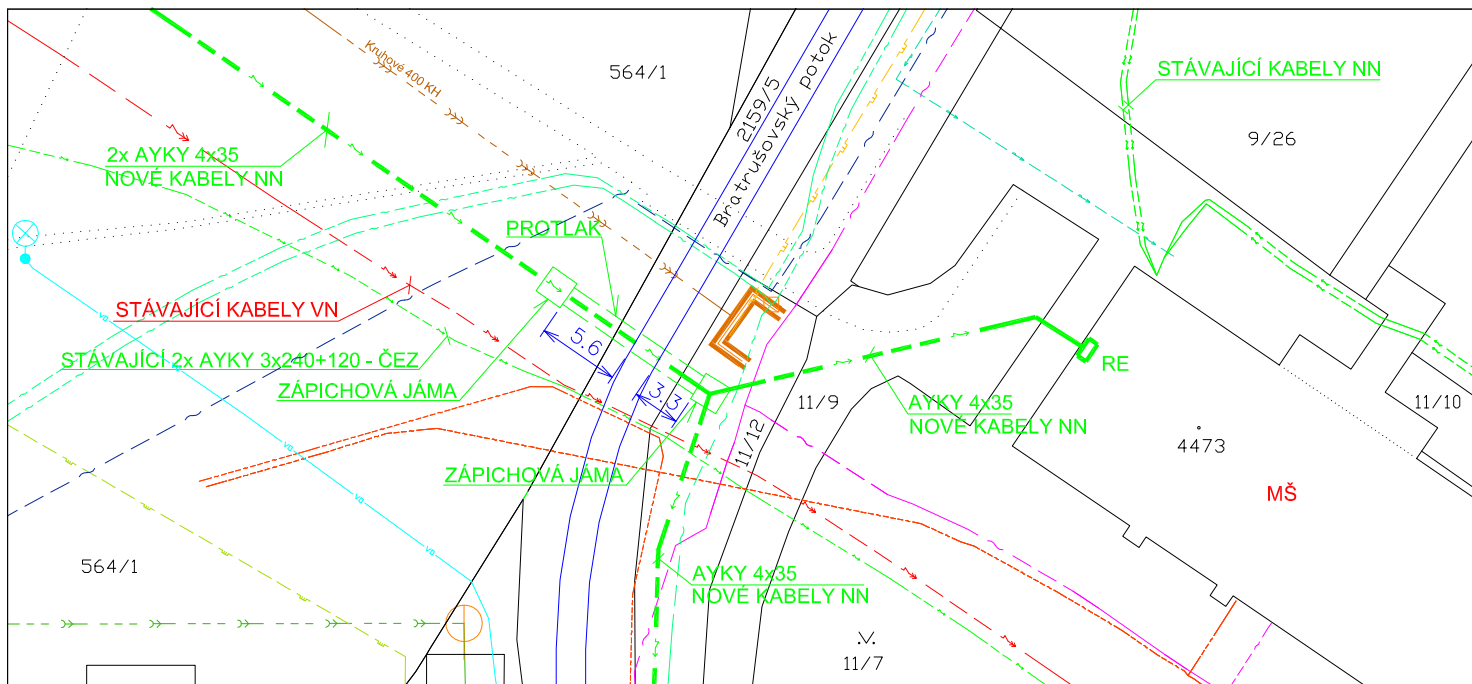 Kruhové 400 KH
564/1
2159/5
Bratrušovský potok
STÁVAJÍCÍ KABELY NN
9/26
2x AYKY 4x35
NOVÉ KABELY NN
PROTLAK
STÁVAJÍCÍ KABELY VN
STÁVAJÍCÍ 2x AYKY 3x240+120 - ČEZ
ZÁPICHOVÁ JÁMA
5.6
3.3
RE
11/9
AYKY 4x35
NOVÉ KABELY NN
11/10
11/12
4473
ZÁPICHOVÁ JÁMA
MŠ
564/1
AYKY 4x35
NOVÉ KABELY NN
11/7